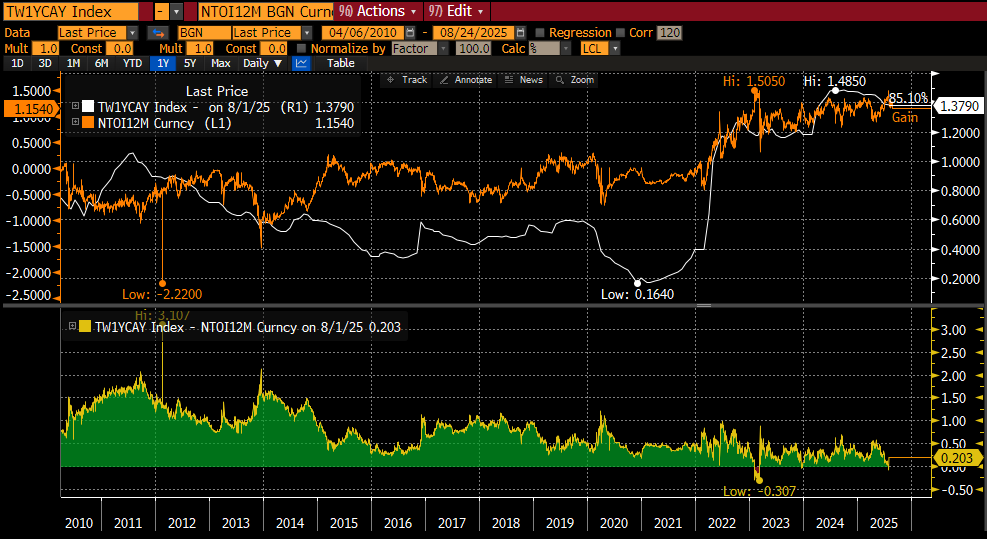 TW1YCAY Index - NTOI12M BGN Curnc 96) Actions 97) Edit
Data Last Price BGN Last Price 04/06/2010 - 08/24/2025 Regression Corr 120
Mult 1.0 Const 0.0 Mult 1.0 Const 0.0 Normalize by Factor 100.0 Calc % LCL
1D 3D 1M 6M YTD 1Y 5Y Max Daily ▼ Table
Track Annotate News Zoom
Last Price
TW1YCAY Index - on 8/1/25 (R1) 1.3790
NTOI12M Curncy (L1) 1.1540
Hi: 1.5050 Hi: 1.4850
85.10%
Gain
1.5000
1.1540
1.0000
0.5000
0.0000
-0.5000
-1.0000
-1.5000
-2.0000
-2.5000
1.3790
1.2000
1.0000
0.8000
0.6000
0.4000
0.2000
Low: -2.2200
Low: 0.1640
Hi: 3.107
TW1YCAY Index - NTOI12M Curncy on 8/1/25 0.203
3.00
2.50
2.00
1.50
1.00
0.50
0.203
0.00
-0.50
Low: -0.307
2010 2011 2012 2013 2014 2015 2016 2017 2018 2019 2020 2021 2022 2023 2024 2025